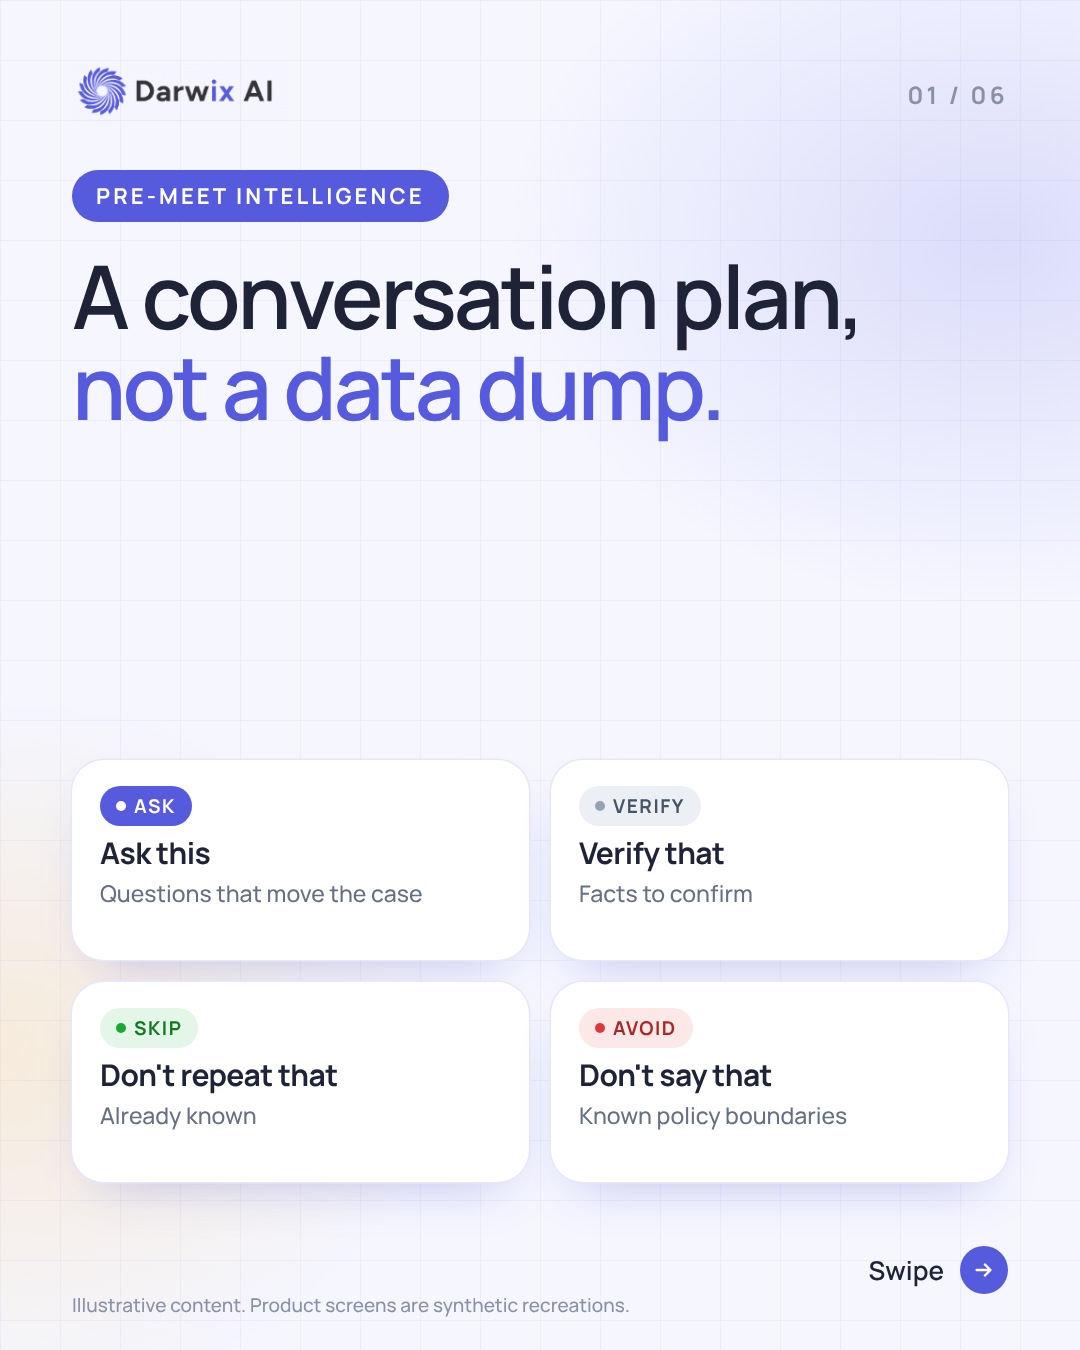 Darwix AI
01 / 06
PRE-MEET INTELLIGENCE
A conversation plan,
not a data dump.
ASK
Ask this
Questions that move the case
VERIFY
Verify that
Facts to confirm
SKIP
Don't repeat that
Already known
AVOID
Don't say that
Known policy boundaries
Swipe
Illustrative content. Product screens are synthetic recreations.